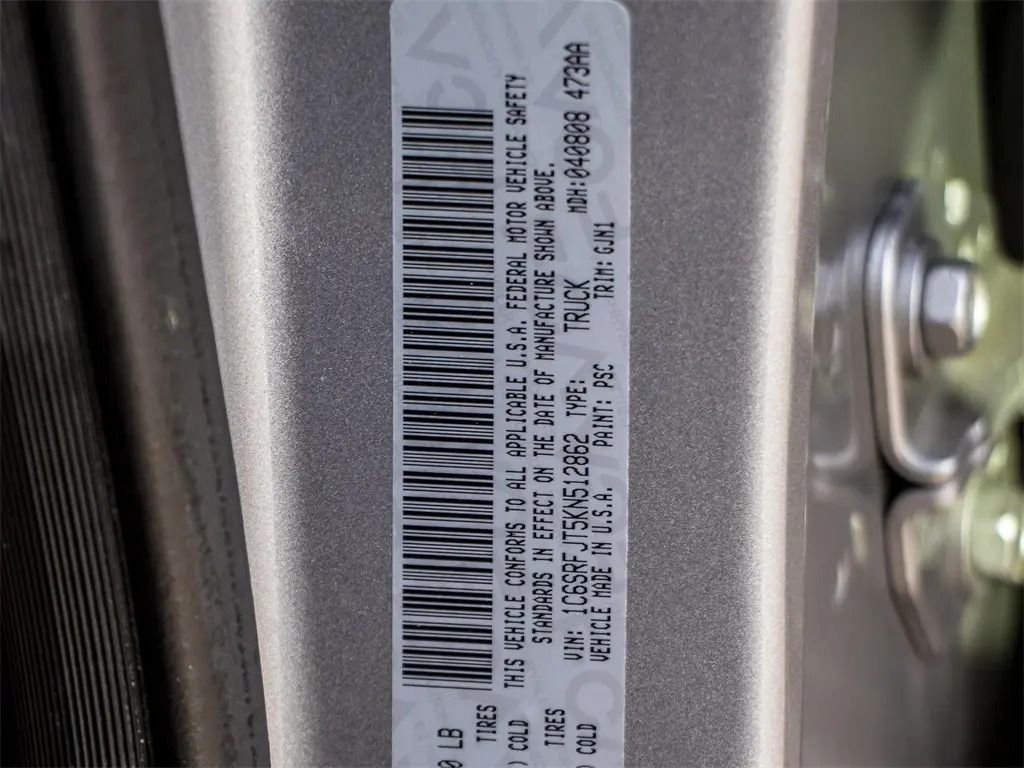 0 LB
TIRES
) COLD
THIS VEHICLE CONFORMS TO ALL APPLICABLE U.S.A. FEDERAL MOTOR VEHICLE SAFETY
STANDARDS IN EFFECT ON THE DATE OF MANUFACTURE SHOWN ABOVE.
TIRES
) COLD
VIN: 1C6SRFJT5KN512862 TYPE: TRUCK MDH:040808 473AA
VEHICLE MADE IN U.S.A. PAINT: PSC TRIM: GJM1